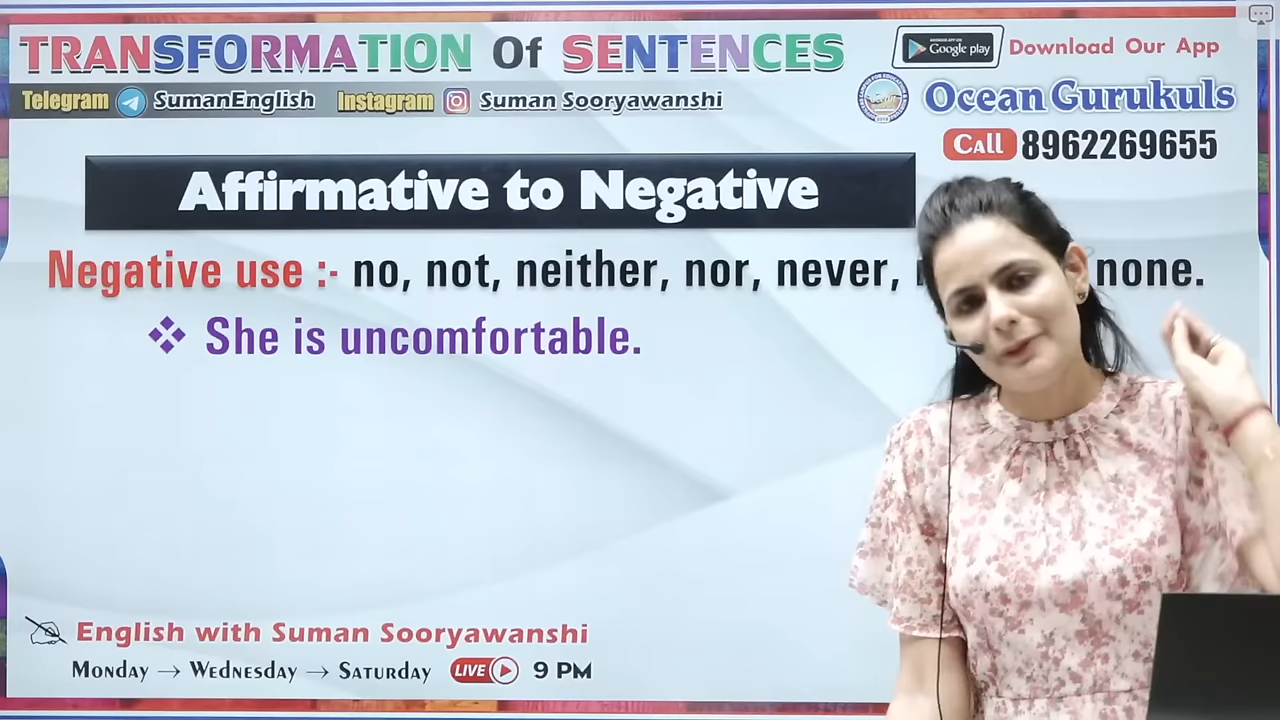 TRANSFORMATION Of SENTENCES
ANDROID APP ON
Google play
Download Our App
Telegram SumanEnglish Instagram Suman Sooryawanshi
Ocean Gurukuls
Call 8962269655
Affirmative to Negative
Negative use :- no, not, neither, nor, never, none.
❖ She is uncomfortable.
English with Suman Sooryawanshi
Monday → Wednesday → Saturday LIVE 9 PM